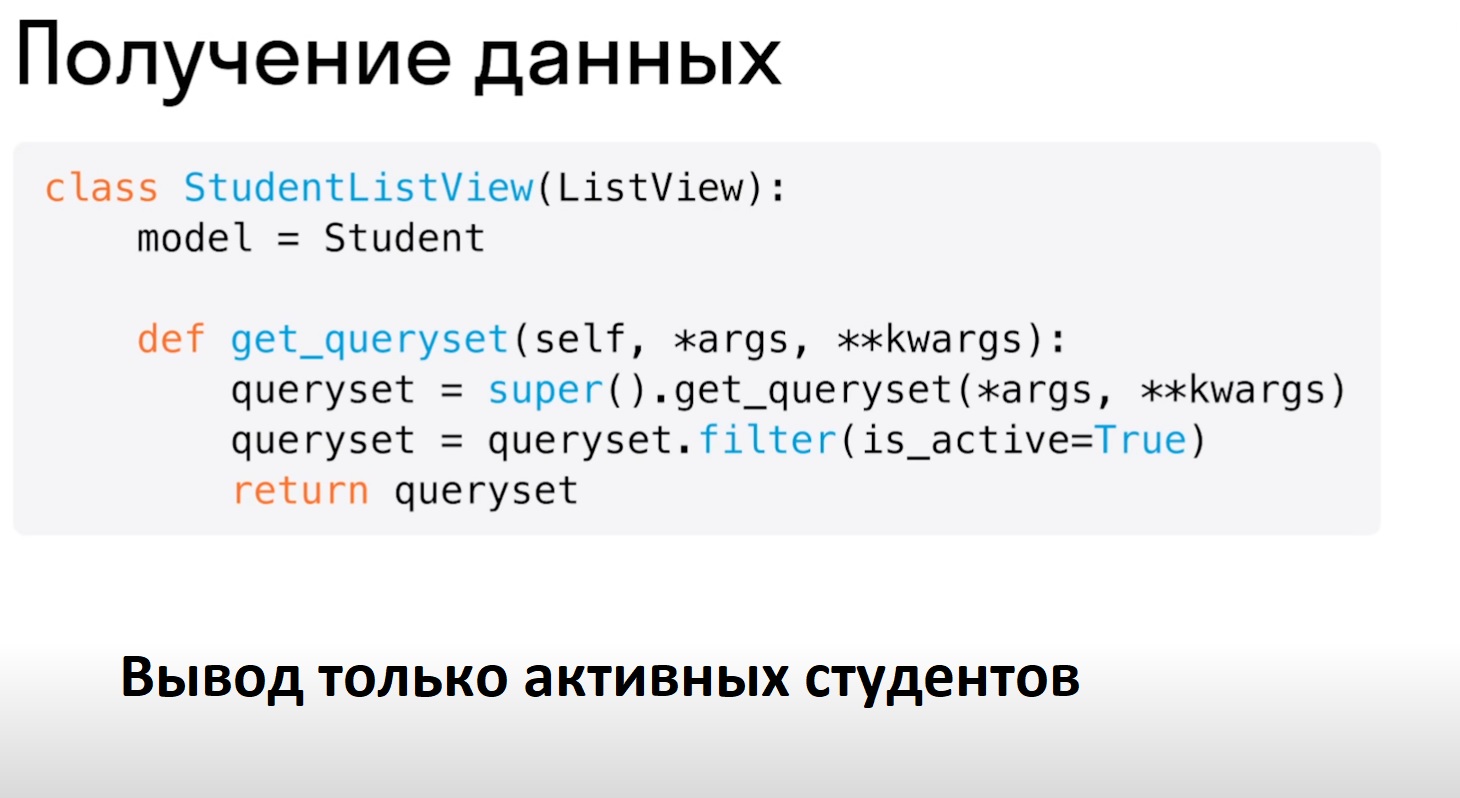 Получение данных
class StudentListView(ListView):
    model = Student
    def get_queryset(self, *args, **kwargs):
        queryset = super().get_queryset(*args, **kwargs)
        queryset = queryset.filter(is_active=True)
        return queryset
Вывод только активных студентов